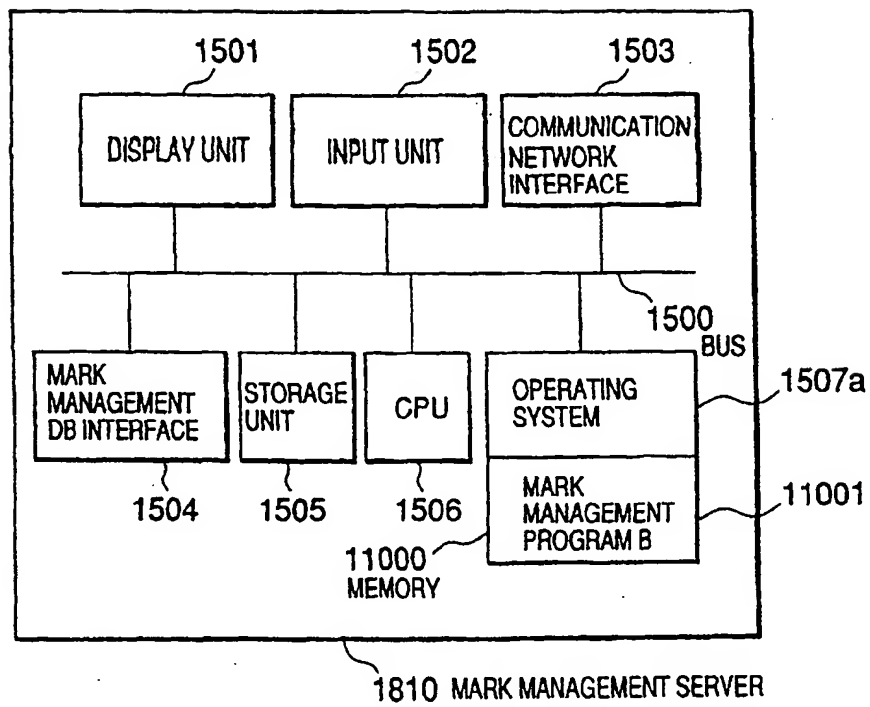 1501
1502
1503
DISPLAY UNIT
INPUT UNIT
COMMUNICATION
NETWORK
INTERFACE
1500
BUS
MARK
MANAGEMENT
DB INTERFACE
STORAGE
UNIT
CPU
OPERATING
SYSTEM
1507a
MARK
MANAGEMENT
PROGRAM B
11001
1504
1505
1506
11000
MEMORY
1810 MARK MANAGEMENT SERVER